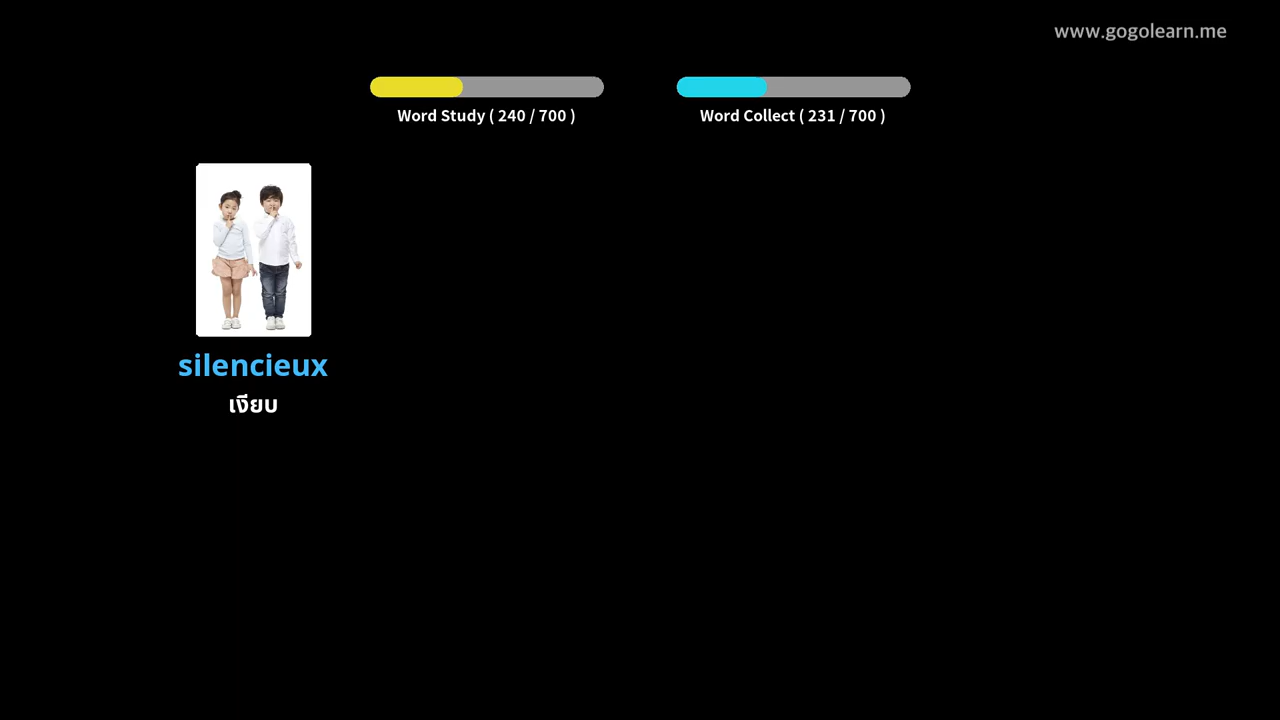 www.gogolearn.me
Word Study ( 240 / 700 )
Word Collect ( 231 / 700 )
silencieux
เงียบ